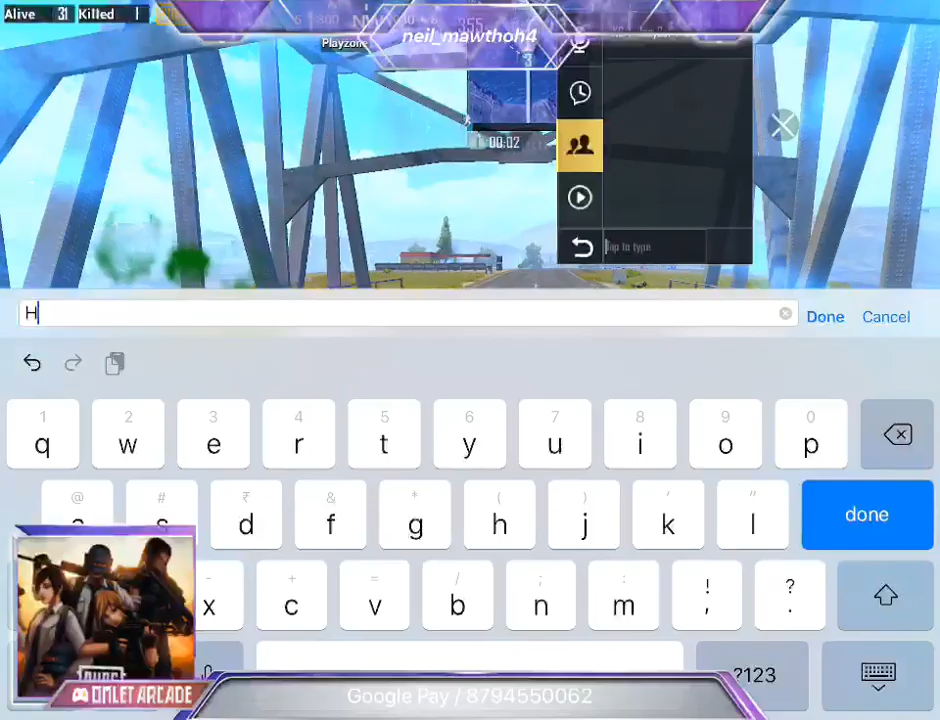 Alive 31 Killed 1
neil_mawthoh4
Playzone
355
00:02
Tap to type
H
Done Cancel
1 2 3 4 5 6 7 8 9 0
q w e r t y u i o p
@ # ₹ & * ( ) ' "
d f g h j k l done
- + = / ; : ! ?
x c v b n m , .
?123
OMLET ARCADE
Google Pay / 8794550062